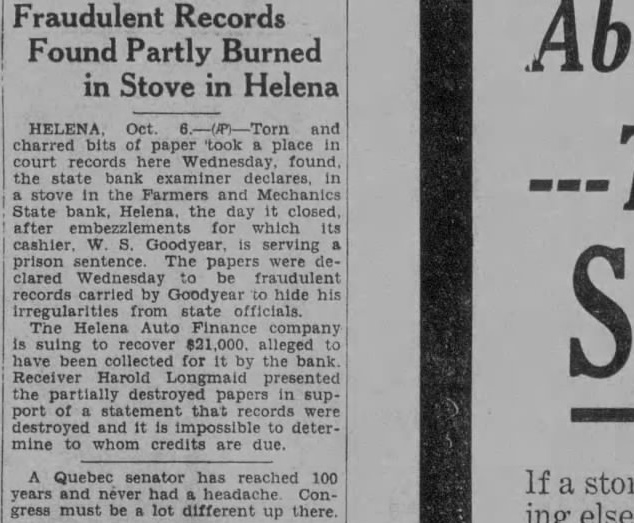 Fraudulent Records
Found Partly Burned
in Stove in Helena
HELENA, Oct. 6.—(AP)—Torn and
charred bits of paper 'took a place in
court records here Wednesday, found,
the state bank examiner declares, in
a stove in the Farmers and Mechanics
State bank, Helena, the day it closed,
after embezzlements for which its
cashier, W. S. Goodyear, is serving a
prison sentence. The papers were de-
clared Wednesday to be fraudulent
records carried by Goodyear to hide his
irregularities from state officials.
The Helena Auto Finance company
is suing to recover $21,000, alleged to
have been collected for it by the bank.
Receiver Harold Longmaid presented
the partially destroyed papers in sup-
port of a statement that records were
destroyed and it is impossible to deter-
mine to whom credits are due.
A Quebec senator has reached 100
years and never had a headache. Con-
gress must be a lot different up there.
Ab
---T
S
If a stor
ing else